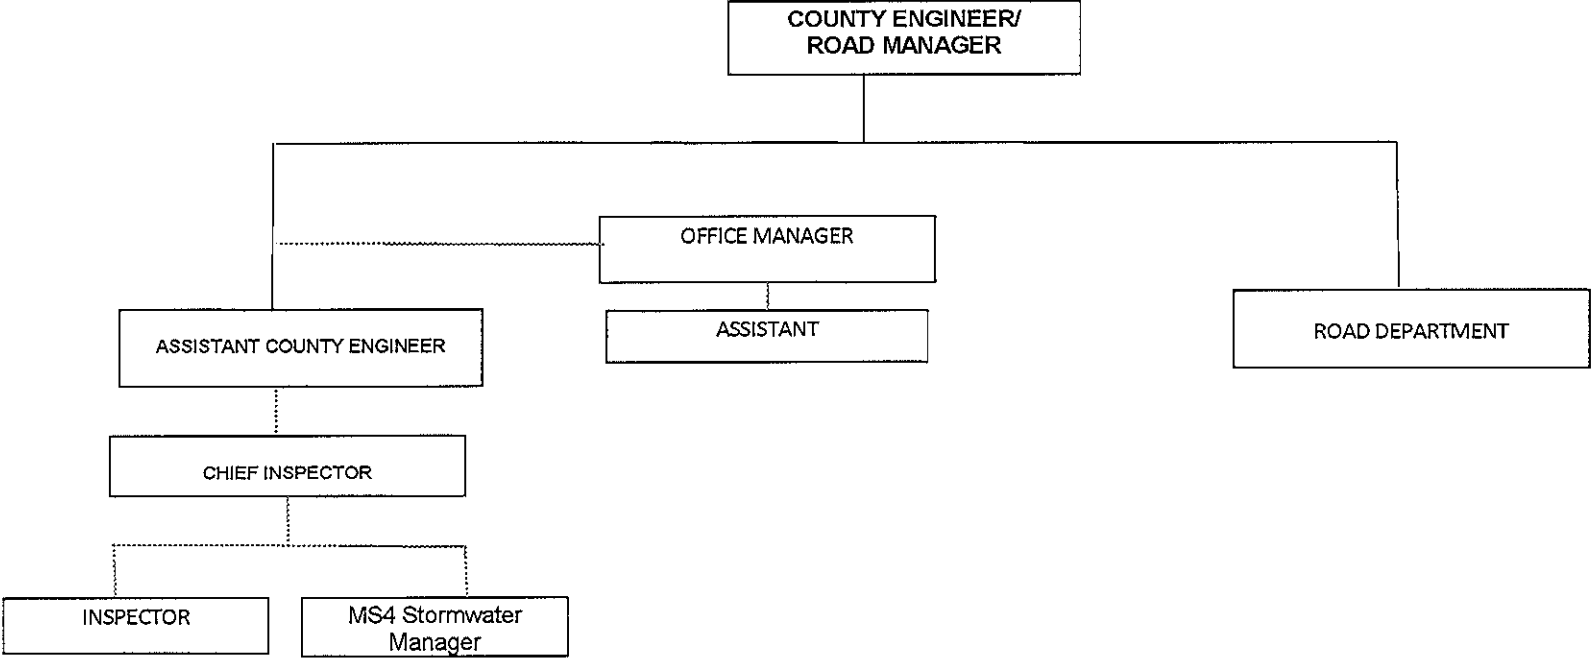 COUNTY ENGINEER/
ROAD MANAGER
OFFICE MANAGER
ASSISTANT
ROAD DEPARTMENT
ASSISTANT COUNTY ENGINEER
CHIEF INSPECTOR
INSPECTOR
MS4 Stormwater
Manager